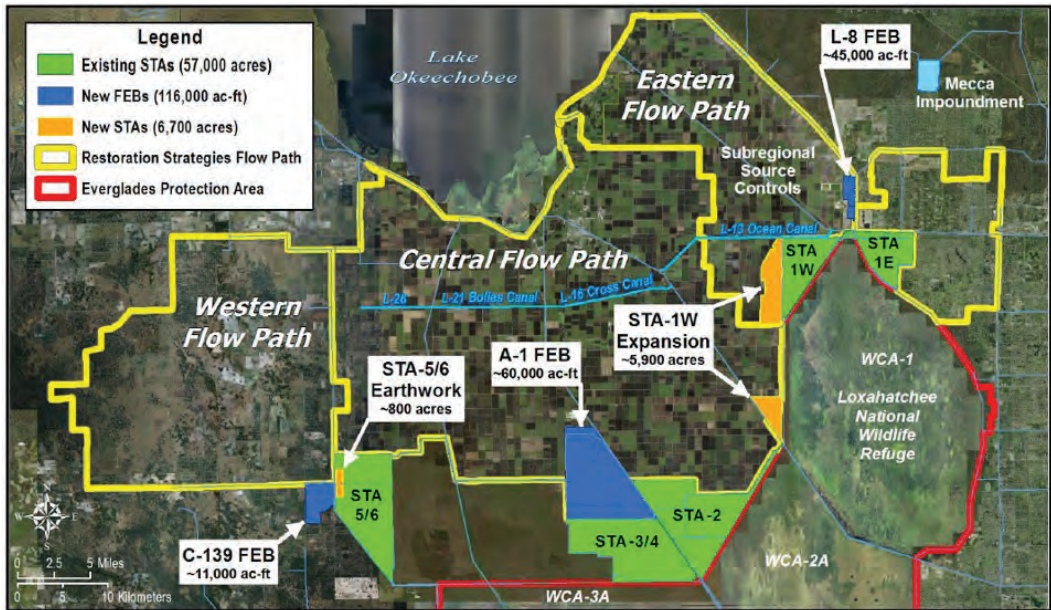 Legend
Existing STAs (57,000 acres)
New FEBs (116,000 ac-ft)
New STAs (6,700 acres)
Restoration Strategies Flow Path
Everglades Protection Area
Lake
Okeechobee
Eastern
Flow Path
L-8 FEB
~45,000 ac-ft
Mecca
Impoundment
Subregional
Source
Controls
L-13 Ocean Canal
STA
1W
STA
1E
Central Flow Path
L-26
L-21 Bolles Canal
L-16 Cross Canal
Western
Flow Path
STA-1W
Expansion
~5,900 acres
A-1 FEB
~60,000 ac-ft
STA-5/6
Earthwork
~800 acres
WCA-1
Loxahatchee
National
Wildlife
Refuge
STA
5/6
STA-2
STA-3/4
C-139 FEB
~11,000 ac-ft
WCA-2A
WCA-3A
N
W E
S
0 2.5 5 Miles
0 5 10 Kilometers